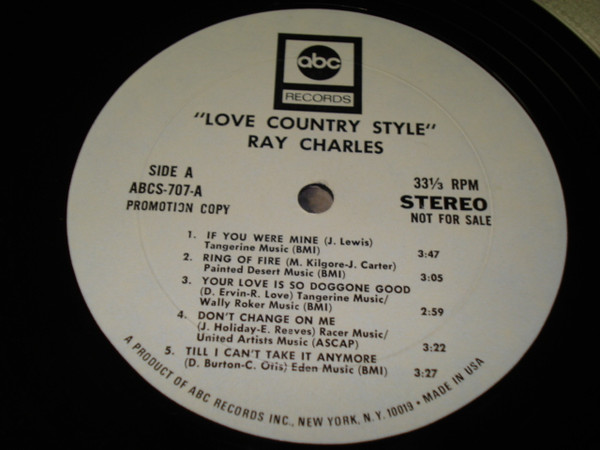 abc
RECORDS
"LOVE COUNTRY STYLE"
RAY CHARLES
SIDE A
ABCS-707-A
PROMOTION COPY
33⅓ RPM
STEREO
NOT FOR SALE
1. IF YOU WERE MINE (J. Lewis)
Tangerine Music (BMI) 3:47
2. RING OF FIRE (M. Kilgore-J. Carter)
Painted Desert Music (BMI) 3:05
3. YOUR LOVE IS SO DOGGONE GOOD
(D. Ervin-R. Love) Tangerine Music/
Wally Roker Music (BMI) 2:59
4. DON'T CHANGE ON ME
(J. Holiday-E. Reeves) Racer Music/
United Artists Music (ASCAP) 3:22
5. TILL I CAN'T TAKE IT ANYMORE
(D. Burton-C. Otis) Eden Music (BMI) 3:27
A PRODUCT OF ABC RECORDS INC., NEW YORK, N.Y. 10019 • MADE IN USA